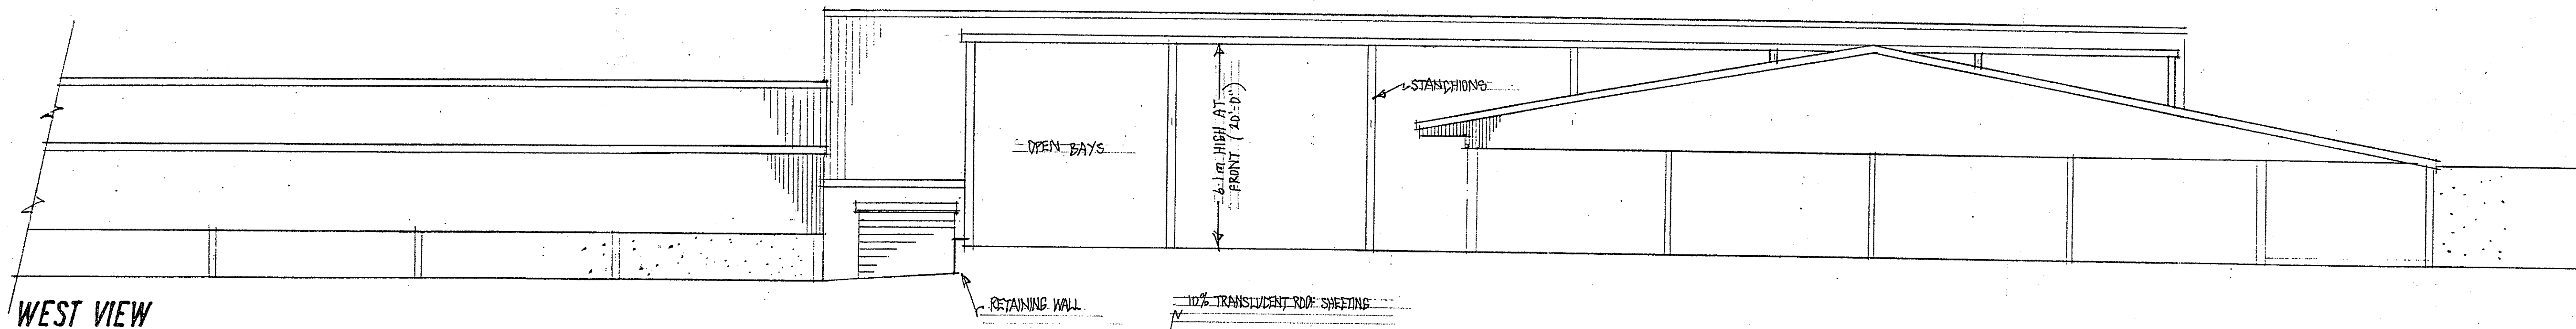 STANCHIONS
OPEN BAYS
6·1m HIGH AT
FRONT (20'-0")
WEST VIEW
RETAINING WALL
10% TRANSLUCENT ROOF SHEETING